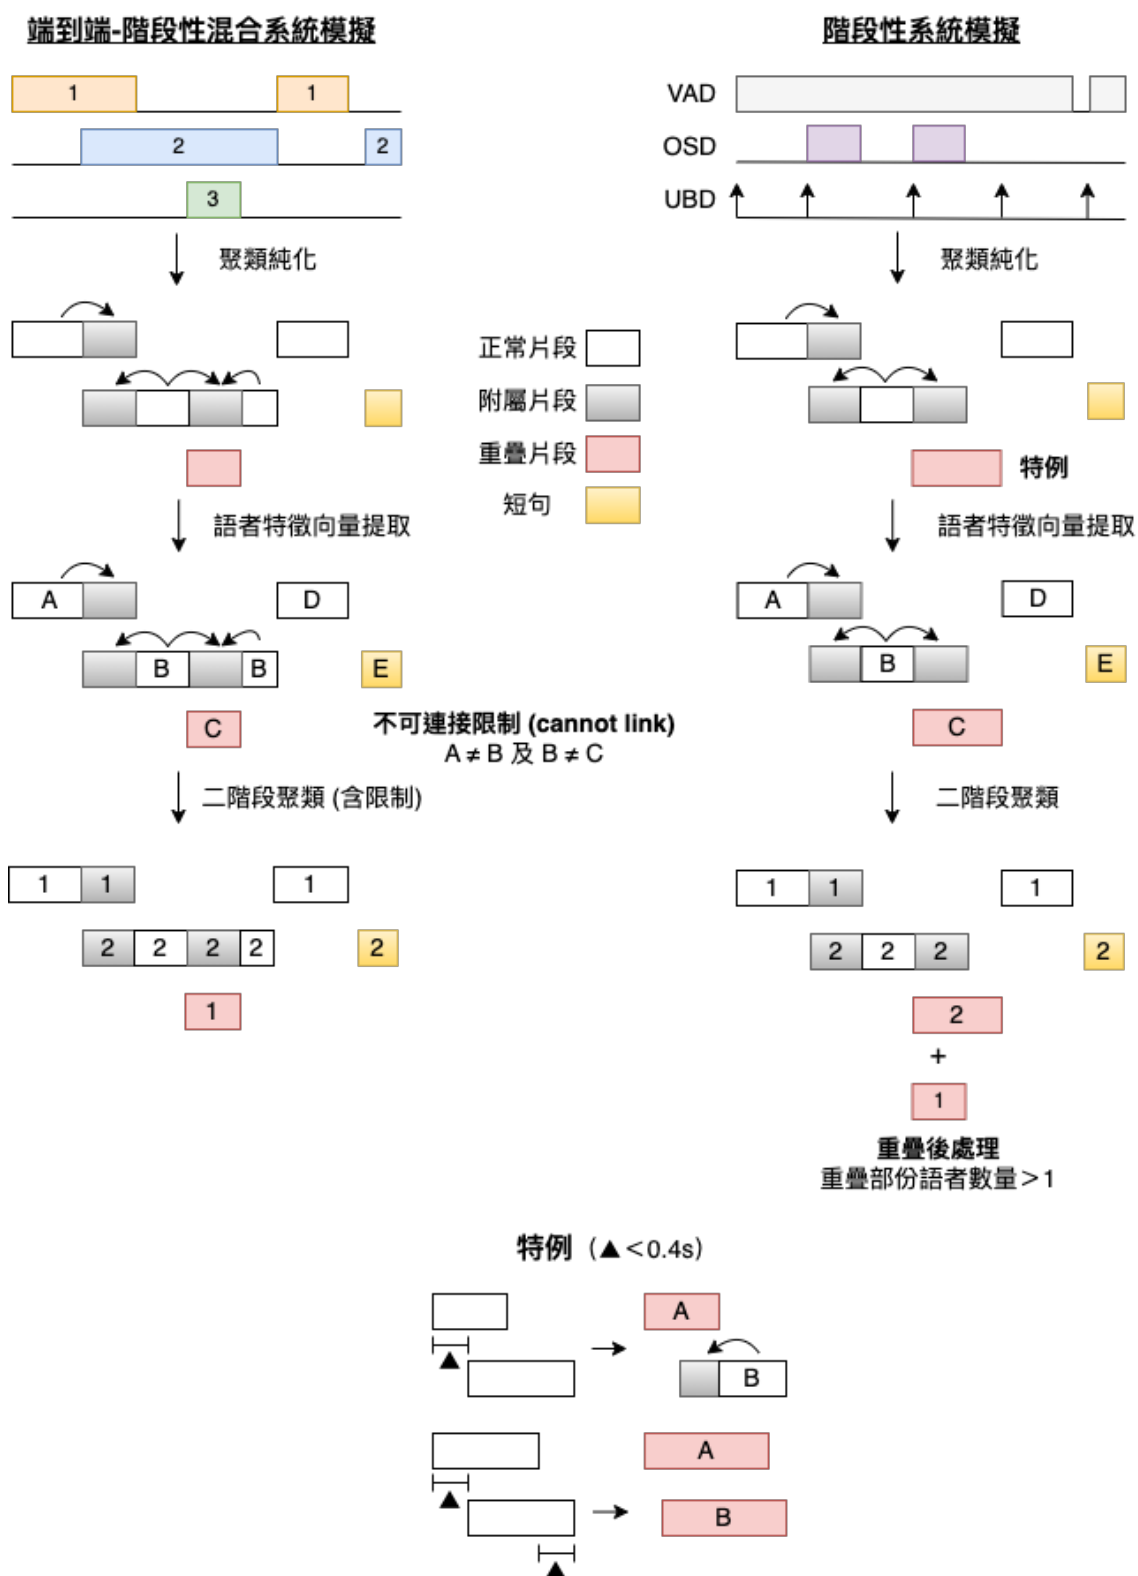 端到端-階段性混合系統模擬
階段性系統模擬
1 1
2 2
3
VAD
OSD
UBD
聚類純化
聚類純化
正常片段
附屬片段
重疊片段
短句
特例
語者特徵向量提取
語者特徵向量提取
A D
B B E
C
A D
B E
C
不可連接限制 (cannot link)
A ≠ B 及 B ≠ C
二階段聚類 (含限制)
二階段聚類
1 1 1
2 2 2 2 2
1
1 1 1
2 2 2 2
2
+
1
重疊後處理
重疊部份語者數量＞1
特例（▲＜0.4s）
A
▲
B
A
▲
B
▲